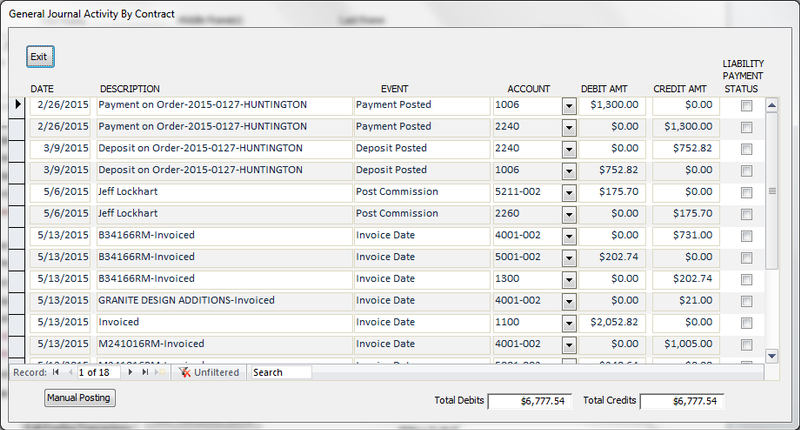 General Journal Activity By Contract
Exit
LIABILITY
PAYMENT
DATE DESCRIPTION EVENT ACCOUNT DEBIT AMT CREDIT AMT STATUS
2/26/2015 Payment on Order-2015-0127-HUNTINGTON Payment Posted 1006 $1,300.00 $0.00
2/26/2015 Payment on Order-2015-0127-HUNTINGTON Payment Posted 2240 $0.00 $1,300.00
3/9/2015 Deposit on Order-2015-0127-HUNTINGTON Deposit Posted 2240 $0.00 $752.82
3/9/2015 Deposit on Order-2015-0127-HUNTINGTON Deposit Posted 1006 $752.82 $0.00
5/6/2015 Jeff Lockhart Post Commission 5211-002 $175.70 $0.00
5/6/2015 Jeff Lockhart Post Commission 2260 $0.00 $175.70
5/13/2015 B34166RM-Invoiced Invoice Date 4001-002 $0.00 $731.00
5/13/2015 B34166RM-Invoiced Invoice Date 5001-002 $202.74 $0.00
5/13/2015 B34166RM-Invoiced Invoice Date 1300 $0.00 $202.74
5/13/2015 GRANITE DESIGN ADDITIONS-Invoiced Invoice Date 4001-002 $0.00 $21.00
5/13/2015 Invoiced Invoice Date 1100 $2,052.82 $0.00
5/13/2015 M241016RM-Invoiced Invoice Date 4001-002 $0.00 $1,005.00
Record: 1 of 18 Unfiltered Search
Manual Posting Total Debits $6,777.54 Total Credits $6,777.54